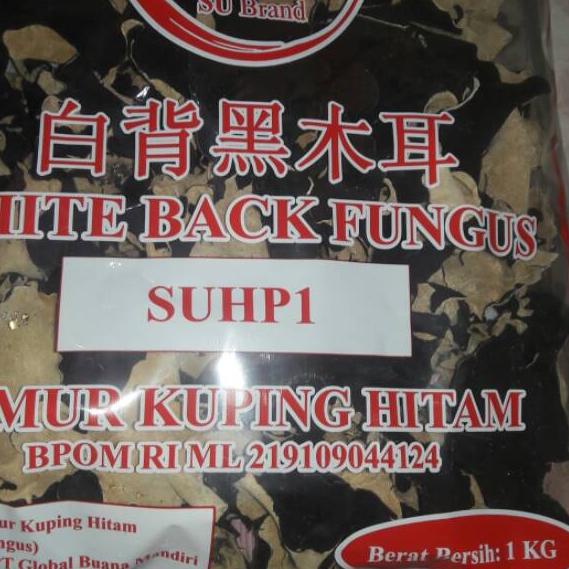 SU Brand
白背黑木耳
HITE BACK FUNGUS
SUHP1
MUR KUPING HITAM
BPOM RI ML 219109044124
ur Kuping Hitam
ngus)
T Global Buana Mandiri
Berat Bersih: 1 KG